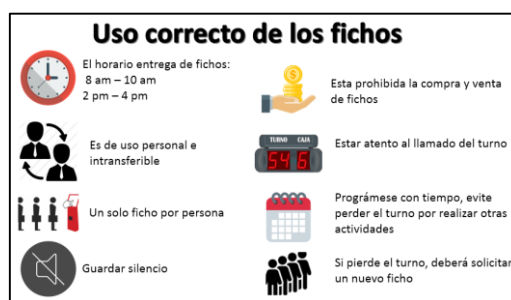 Uso correcto de los fichos
El horario entrega de fichos:
8 am – 10 am
2 pm – 4 pm
Es de uso personal e
intransferible
Un solo ficho por persona
Guardar silencio
Esta prohibida la compra y venta
de fichos
TURNO CAJA
54 6
Estar atento al llamado del turno
Prográmese con tiempo, evite
perder el turno por realizar otras
actividades
Si pierde el turno, deberá solicitar
un nuevo ficho